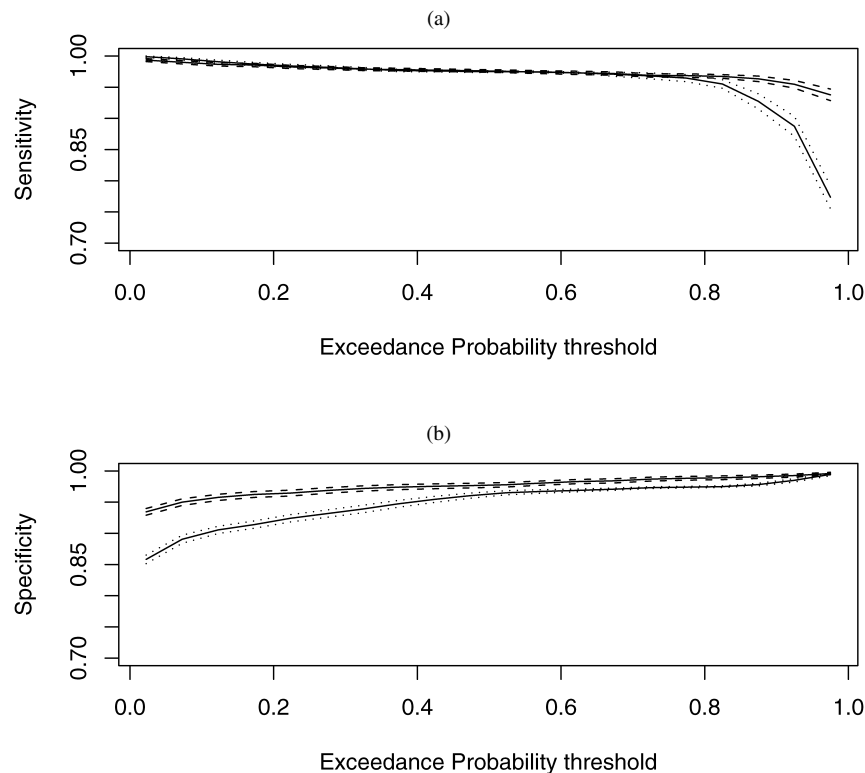 (a)
Sensitivity
1.00
0.85
0.70
0.0 0.2 0.4 0.6 0.8 1.0
Exceedance Probability threshold
(b)
Specificity
1.00
0.85
0.70
0.0 0.2 0.4 0.6 0.8 1.0
Exceedance Probability threshold